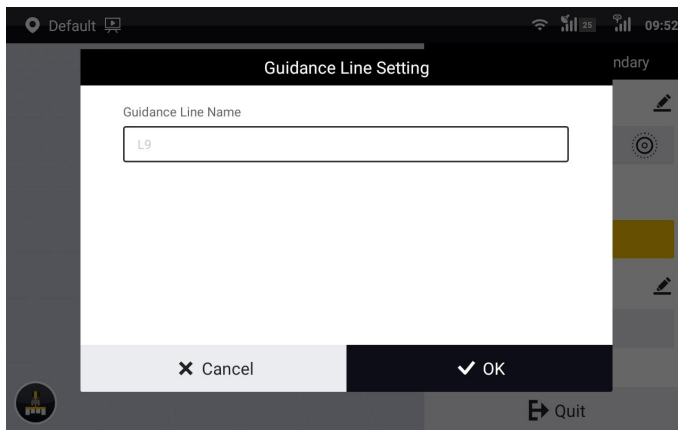 Default
25
09:52
Guidance Line Setting
ndary
Guidance Line Name
L9
Cancel
OK
Quit